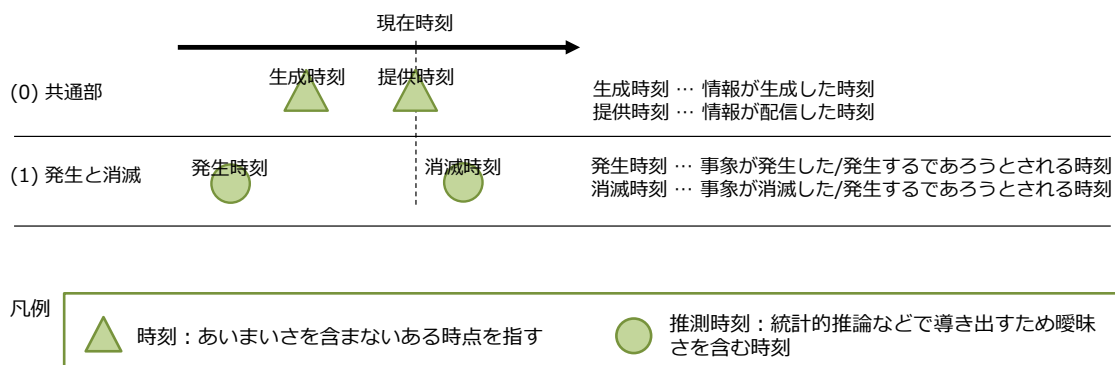 現在時刻
(0) 共通部
生成時刻
提供時刻
生成時刻 … 情報が生成した時刻
提供時刻 … 情報が配信した時刻
(1) 発生と消滅
発生時刻
消滅時刻
発生時刻 … 事象が発生した/発生するであろうとされる時刻
消滅時刻 … 事象が消滅した/発生するであろうとされる時刻
凡例
時刻：あいまいさを含まないある時点を指す
推測時刻：統計的推論などで導き出すため曖昧
さを含む時刻